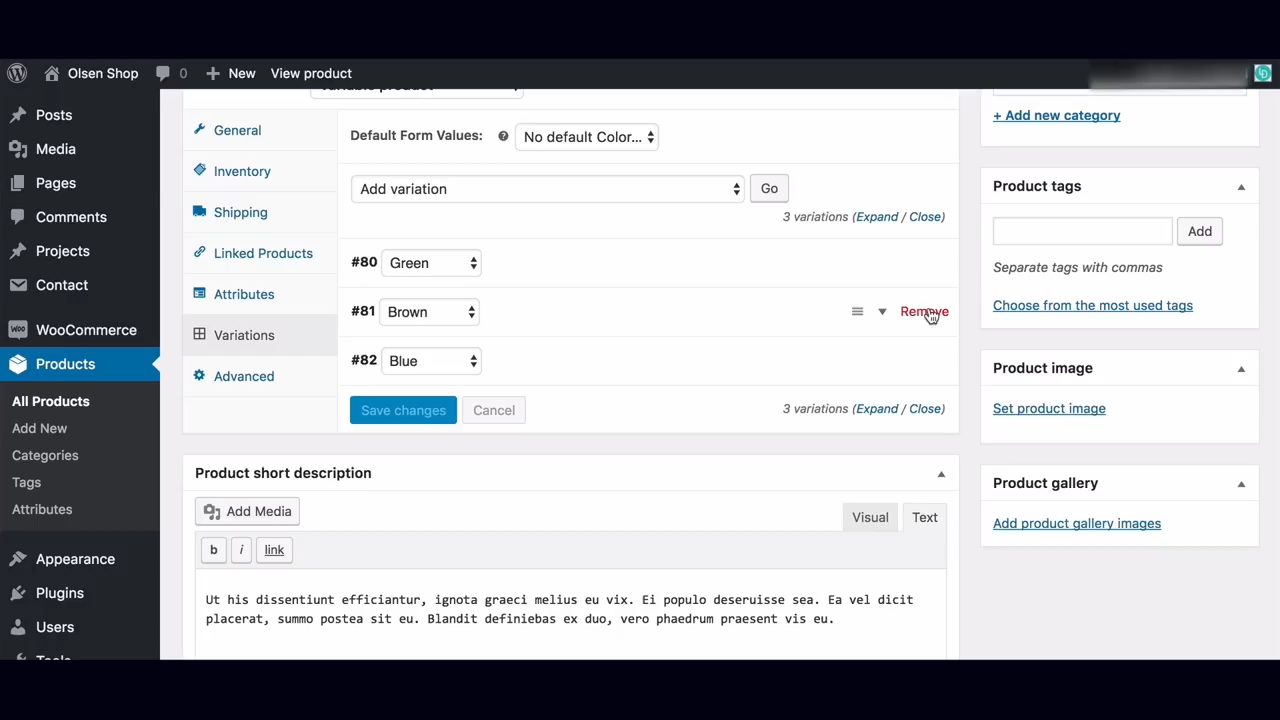 Olsen Shop 0 New View product
Posts
Media
Pages
Comments
Projects
Contact
WooCommerce
Products
All Products
Add New
Categories
Tags
Attributes
Appearance
Plugins
Users
Tools
Variable product
General
Inventory
Shipping
Linked Products
Attributes
Variations
Advanced
Default Form Values: No default Color...
Add variation Go
3 variations (Expand / Close)
#80 Green
#81 Brown Remove
#82 Blue
Save changes Cancel 3 variations (Expand / Close)
Product short description
Add Media Visual Text
b i link
Ut his dissentiunt efficiantur, ignota graeci melius eu vix. Ei populo deseruisse sea. Ea vel dicit
placerat, summo postea sit eu. Blandit definiebas ex duo, vero phaedrum praesent vis eu.
+ Add new category
Product tags
Add
Separate tags with commas
Choose from the most used tags
Product image
Set product image
Product gallery
Add product gallery images